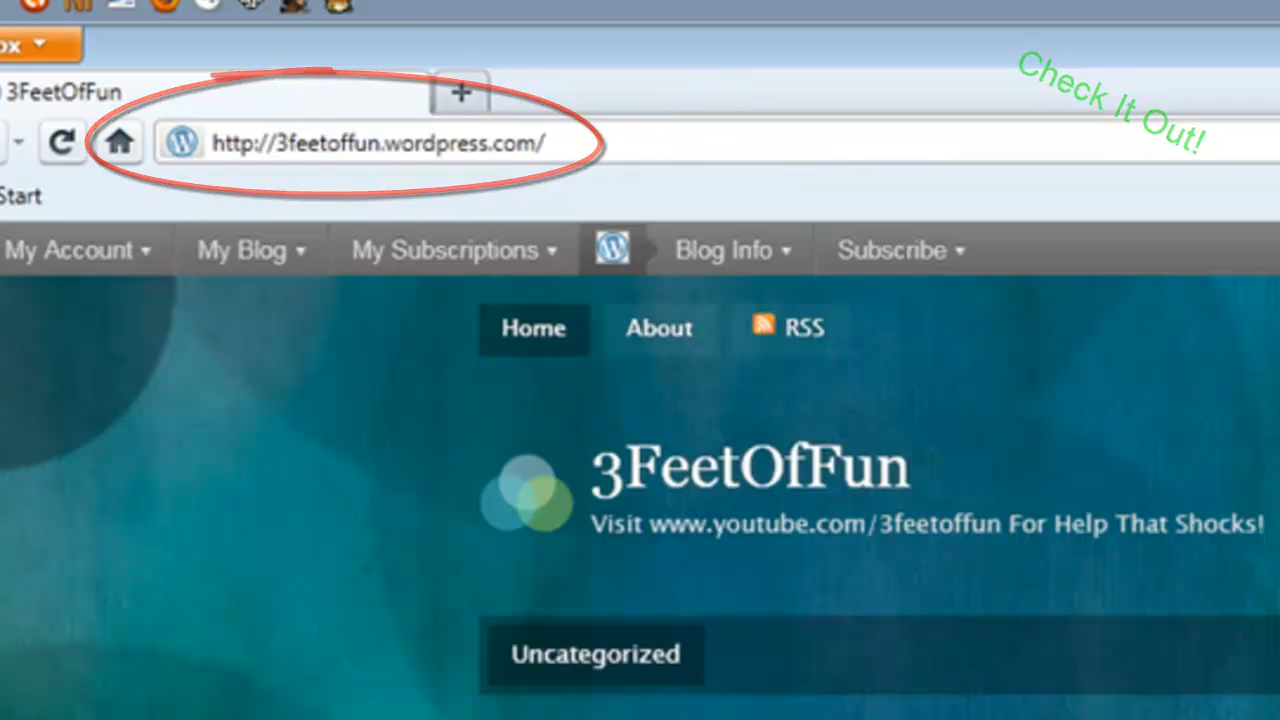 ox
3FeetOfFun
+
http://3feetoffun.wordpress.com/
Check It Out!
Start
My Account
My Blog
My Subscriptions
Blog Info
Subscribe
Home
About
RSS
3FeetOfFun
Visit www.youtube.com/3feetoffun For Help That Shocks!
Uncategorized